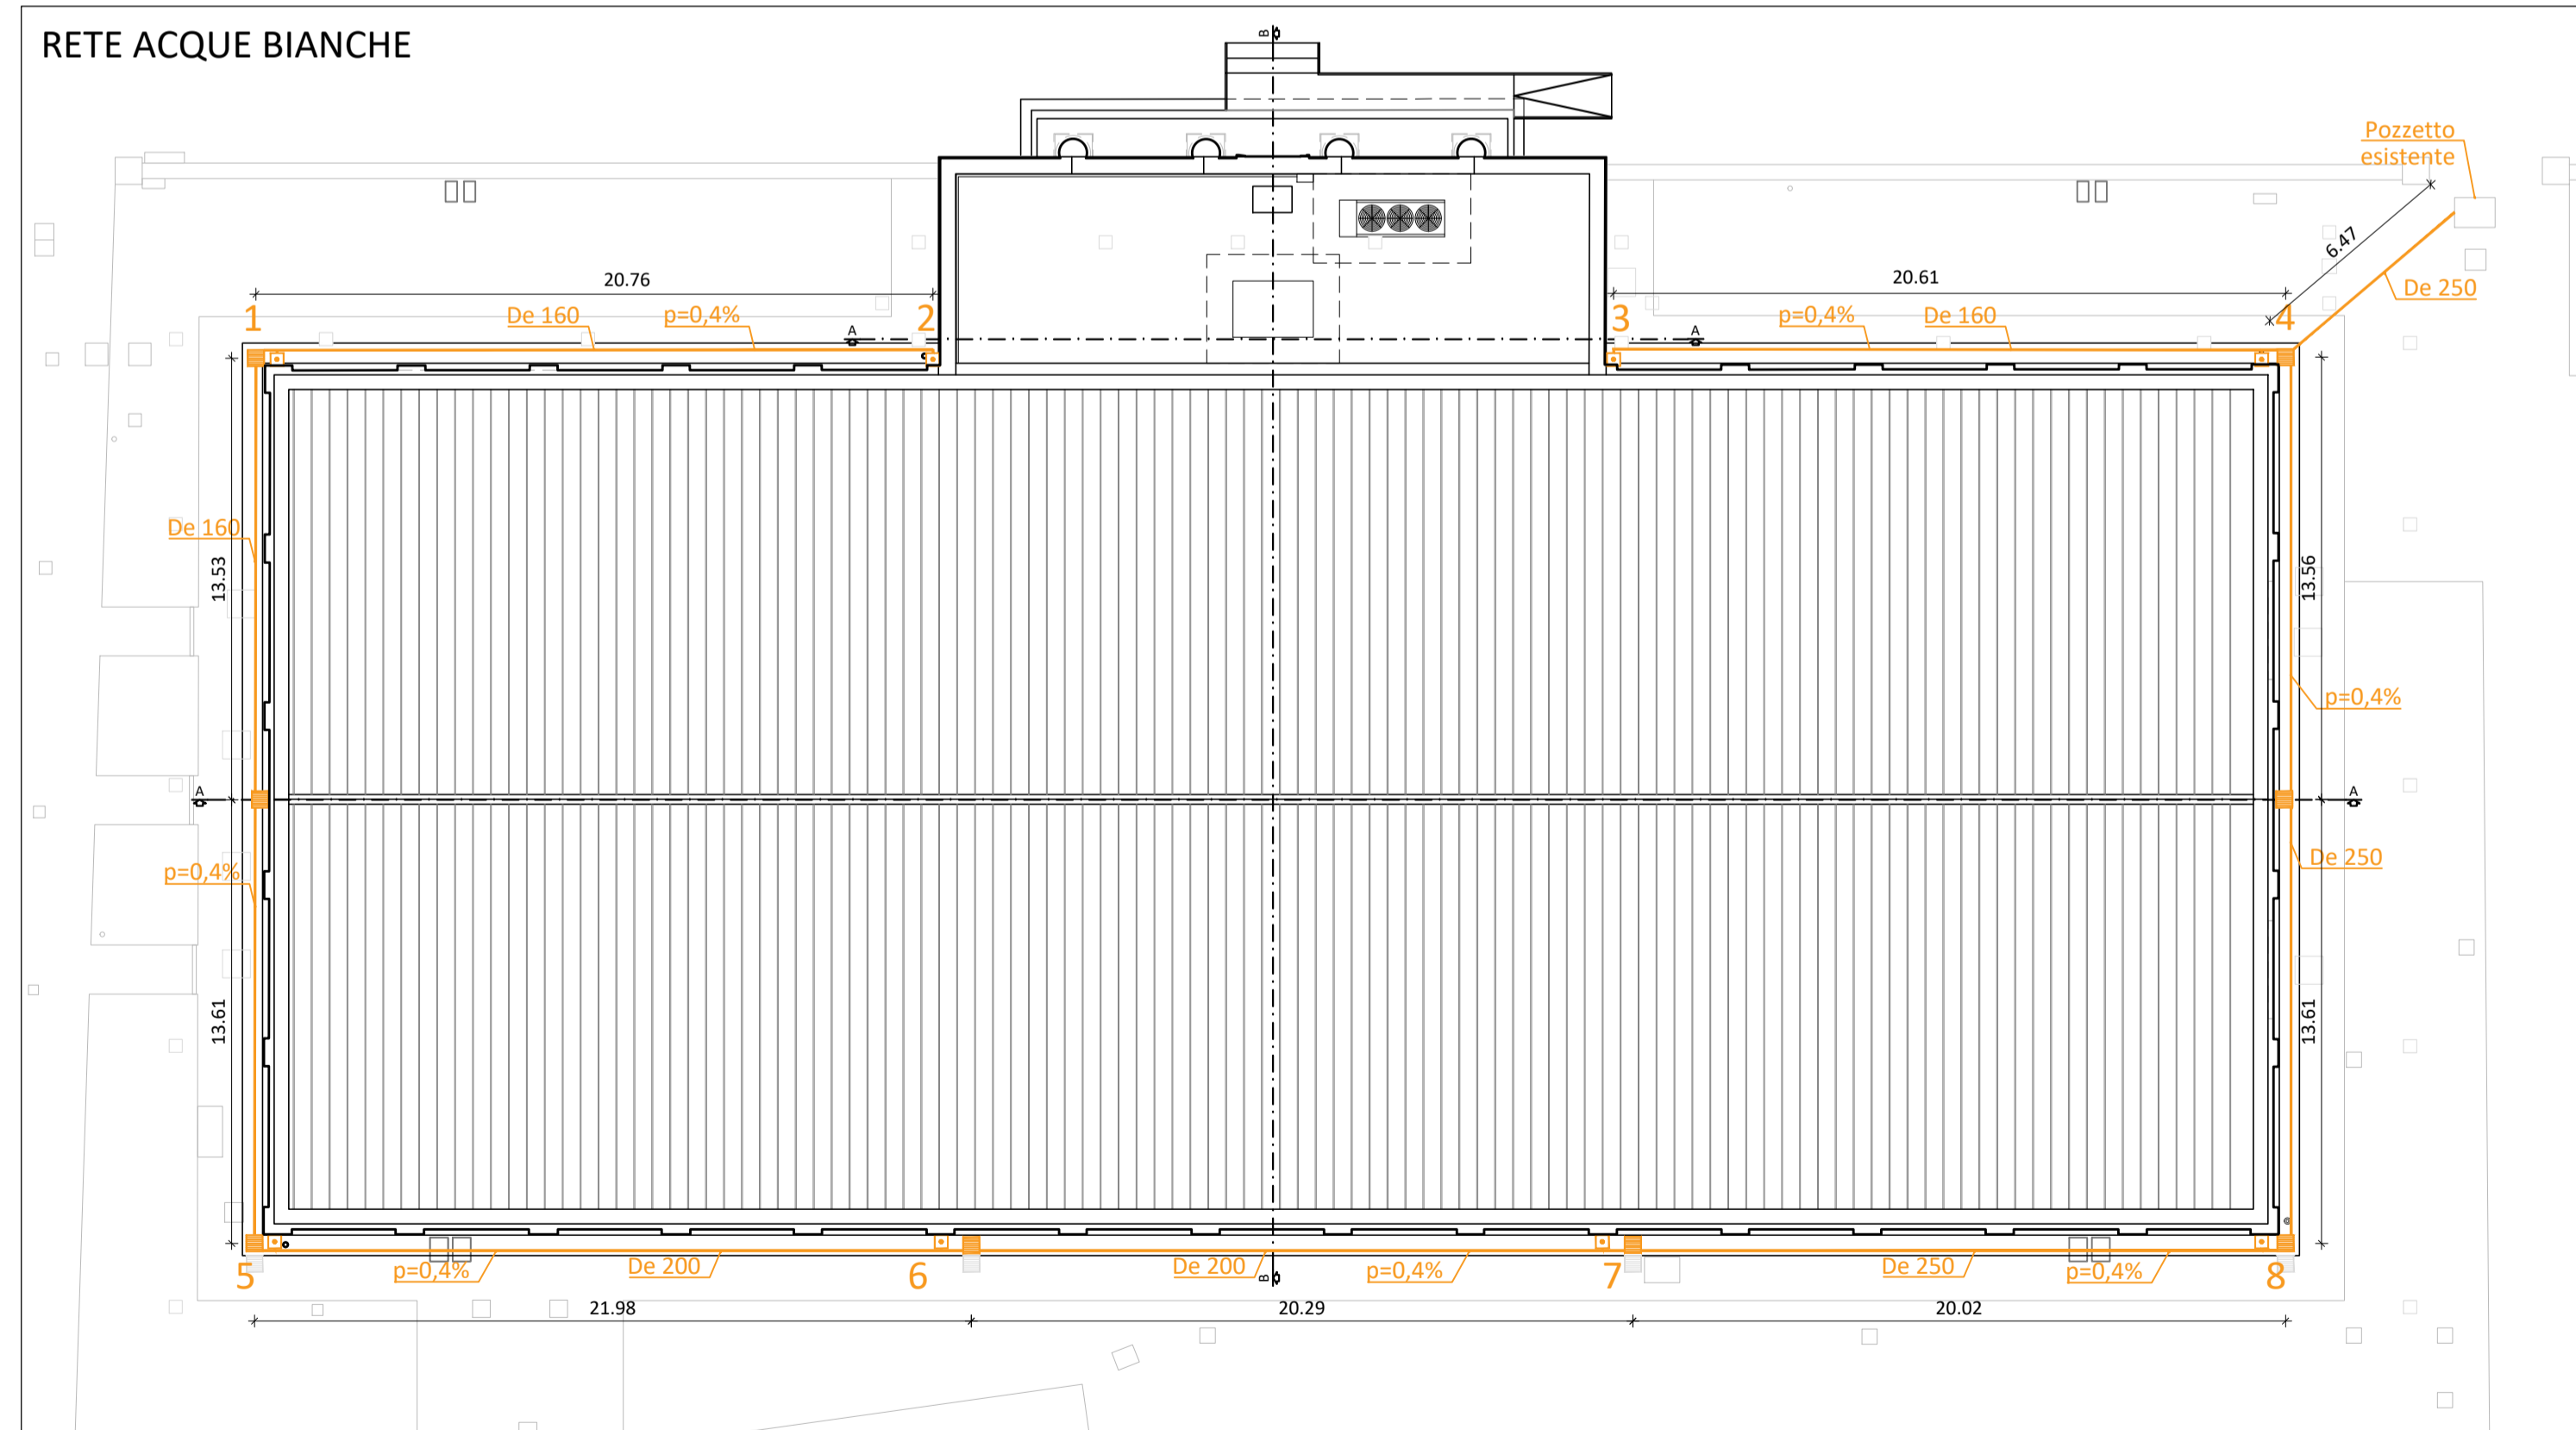 RETE ACQUE BIANCHE
B
Pozzetto
esistente
6.47
20.76
20.61
De 250
1
De 160
p=0,4%
2
3
p=0,4%
De 160
4
A
A
De 160
13.53
13.56
p=0,4%
A
A
p=0,4%
De 250
13.61
13.61
5
p=0,4%
De 200
6
De 200
B
p=0,4%
7
De 250
p=0,4%
8
21.98
20.29
20.02